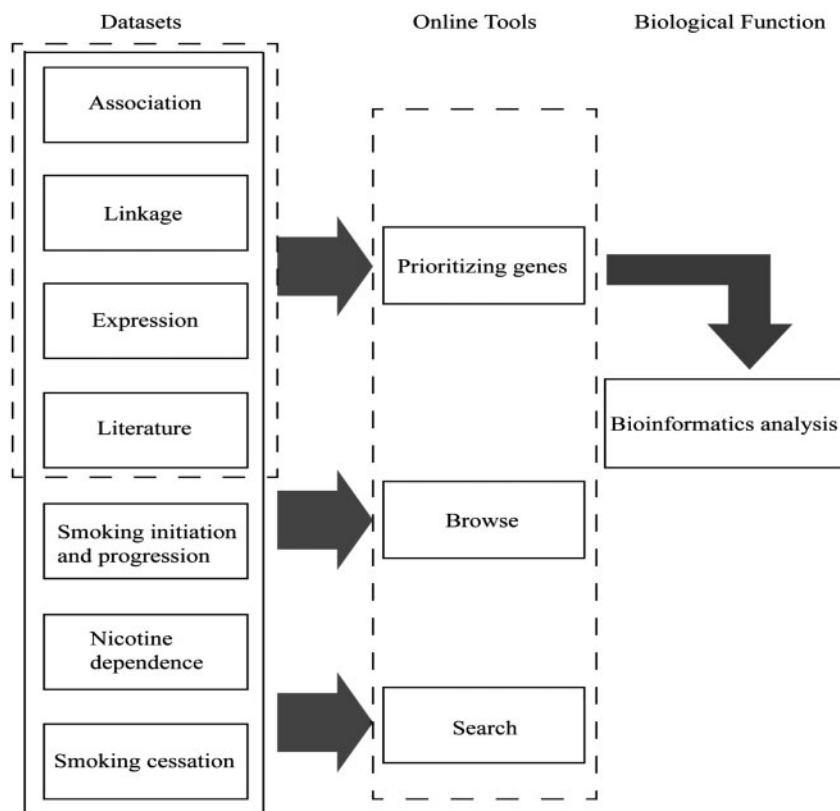 Datasets
Online Tools
Biological Function
Association
Linkage
Expression
Literature
Smoking initiation
and progression
Nicotine
dependence
Smoking cessation
Prioritizing genes
Browse
Search
Bioinformatics analysis